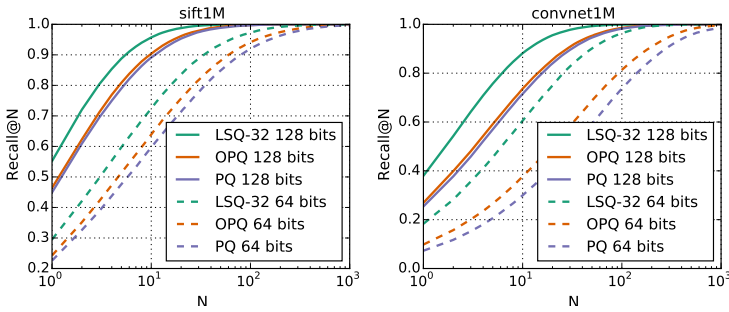 sift1M
Recall@N
1.0
0.9
0.8
0.7
0.6
0.5
0.4
0.3
0.2
10^0
10^1
10^2
10^3
N
LSQ-32 128 bits
OPQ 128 bits
PQ 128 bits
LSQ-32 64 bits
OPQ 64 bits
PQ 64 bits
convnet1M
Recall@N
1.0
0.8
0.6
0.4
0.2
0.0
10^0
10^1
10^2
10^3
N
LSQ-32 128 bits
OPQ 128 bits
PQ 128 bits
LSQ-32 64 bits
OPQ 64 bits
PQ 64 bits